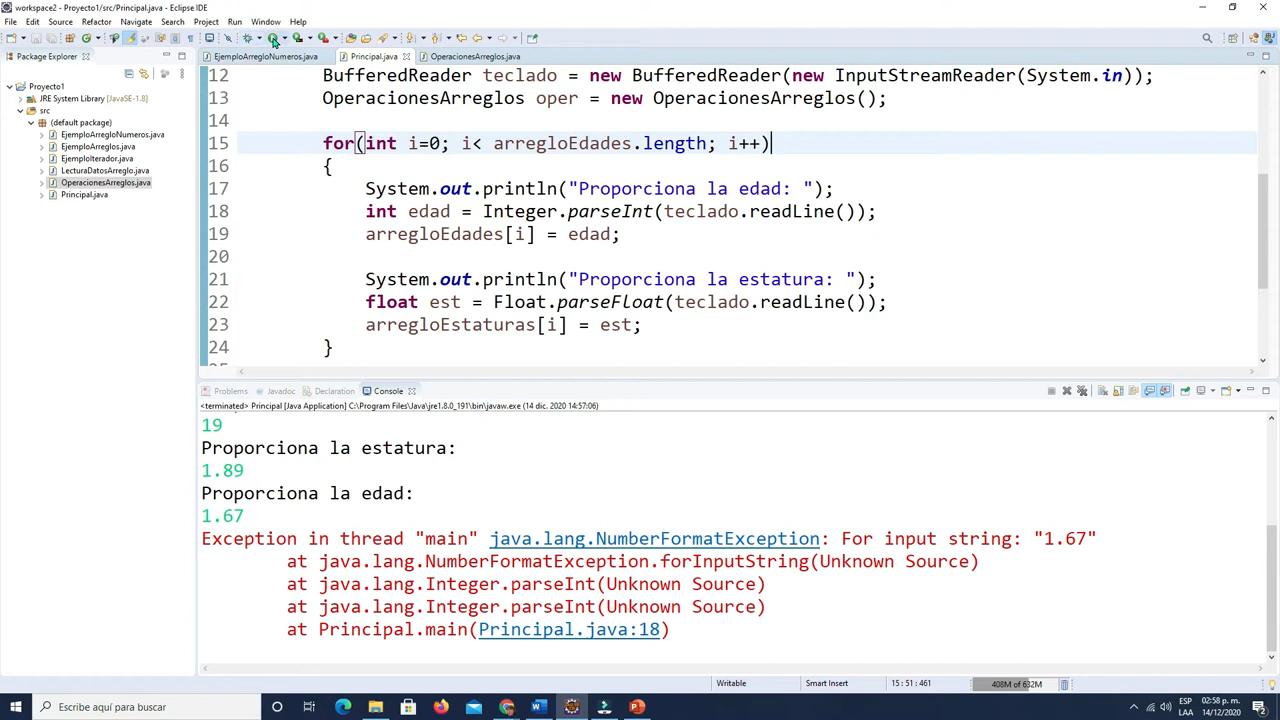 workspace2 - Proyecto1/src/Principal.java - Eclipse IDE
File Edit Source Refactor Navigate Search Project Run Window Help
Package Explorer
EjemploArregloNumeros.java Principal.java OperacionesArreglos.java
Proyecto1
JRE System Library [JavaSE-1.8]
src
(default package)
EjemploArregloNumeros.java
EjemploArreglos.java
EjemploIterador.java
LecturaDatosArreglo.java
OperacionesArreglos.java
Principal.java
12 BufferedReader teclado = new BufferedReader(new InputStreamReader(System.in));
13 OperacionesArreglos oper = new OperacionesArreglos();
14
15 for(int i=0; i< arregloEdades.length; i++)
16 {
17 System.out.println("Proporciona la edad: ");
18 int edad = Integer.parseInt(teclado.readLine());
19 arregloEdades[i] = edad;
20
21 System.out.println("Proporciona la estatura: ");
22 float est = Float.parseFloat(teclado.readLine());
23 arregloEstaturas[i] = est;
24 }
Problems Javadoc Declaration Console
<terminated> Principal [Java Application] C:\Program Files\Java\jre1.8.0_191\bin\javaw.exe (14 dic. 2020 14:57:06)
19
Proporciona la estatura:
1.89
Proporciona la edad:
1.67
Exception in thread "main" java.lang.NumberFormatException: For input string: "1.67"
at java.lang.NumberFormatException.forInputString(Unknown Source)
at java.lang.Integer.parseInt(Unknown Source)
at java.lang.Integer.parseInt(Unknown Source)
at Principal.main(Principal.java:18)
Writable Smart Insert 15 : 51 : 461 408M of 632M
Escribe aquí para buscar
ESP 02:58 p. m.
LAA 14/12/2020